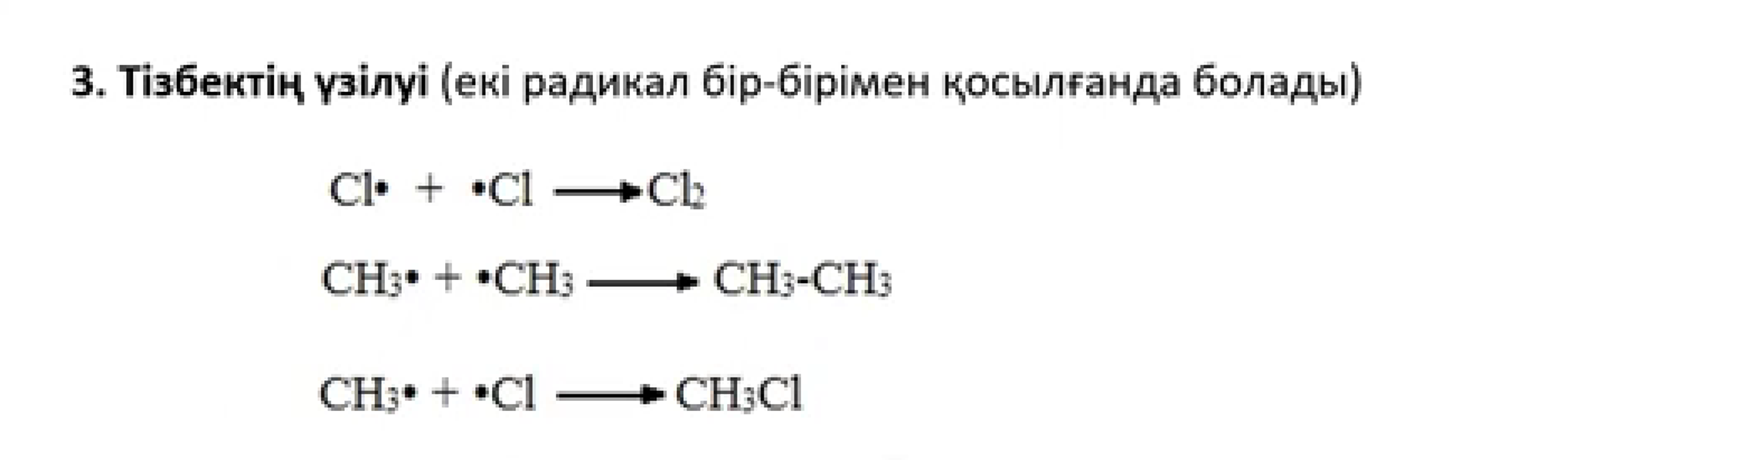 3. Тізбектің үзілуі (екі радикал бір-бірімен қосылғанда болады)
Cl• + •Cl ⟶ Cl₂
CH₃• + •CH₃ ⟶ CH₃-CH₃
CH₃• + •Cl ⟶ CH₃Cl